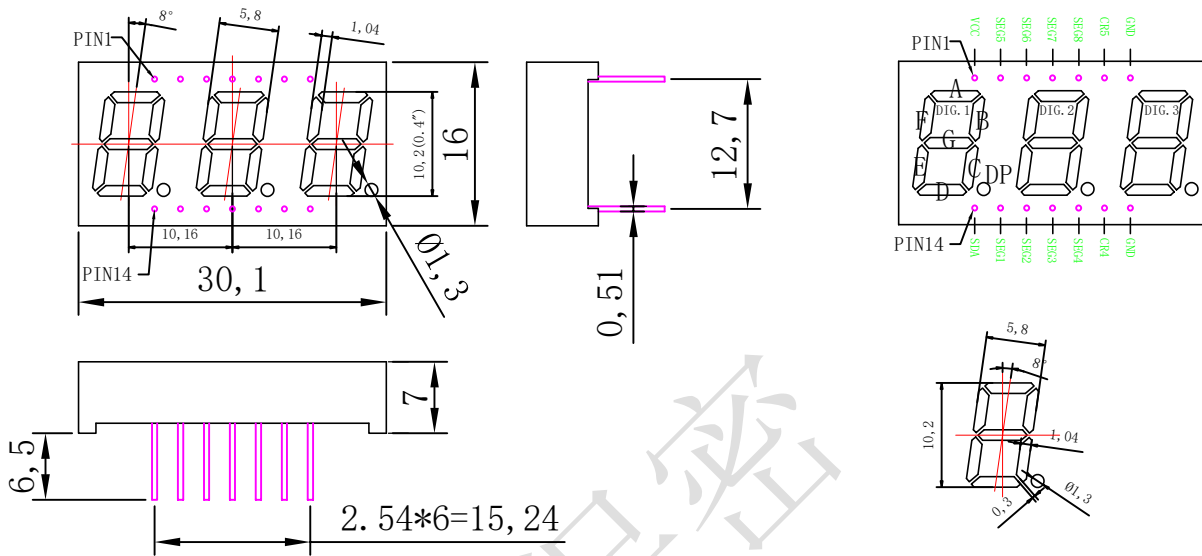 8°
5,8
1,04
PIN1
10,2(0.4")
16
10,16
10,16
Ø1,3
PIN14
30,1
12,7
0,51
VCC
SEG5
SEG6
SEG7
SEG8
CR5
GND
PIN1
A
DIG.1
DIG.2
DIG.3
F
B
G
E
C
DP
D
PIN14
SDA
SEG1
SEG2
SEG3
SEG4
CR4
GND
7
6,5
2.54*6=15,24
5,8
8°
10,2
1,04
Ø1,3
0,3
密